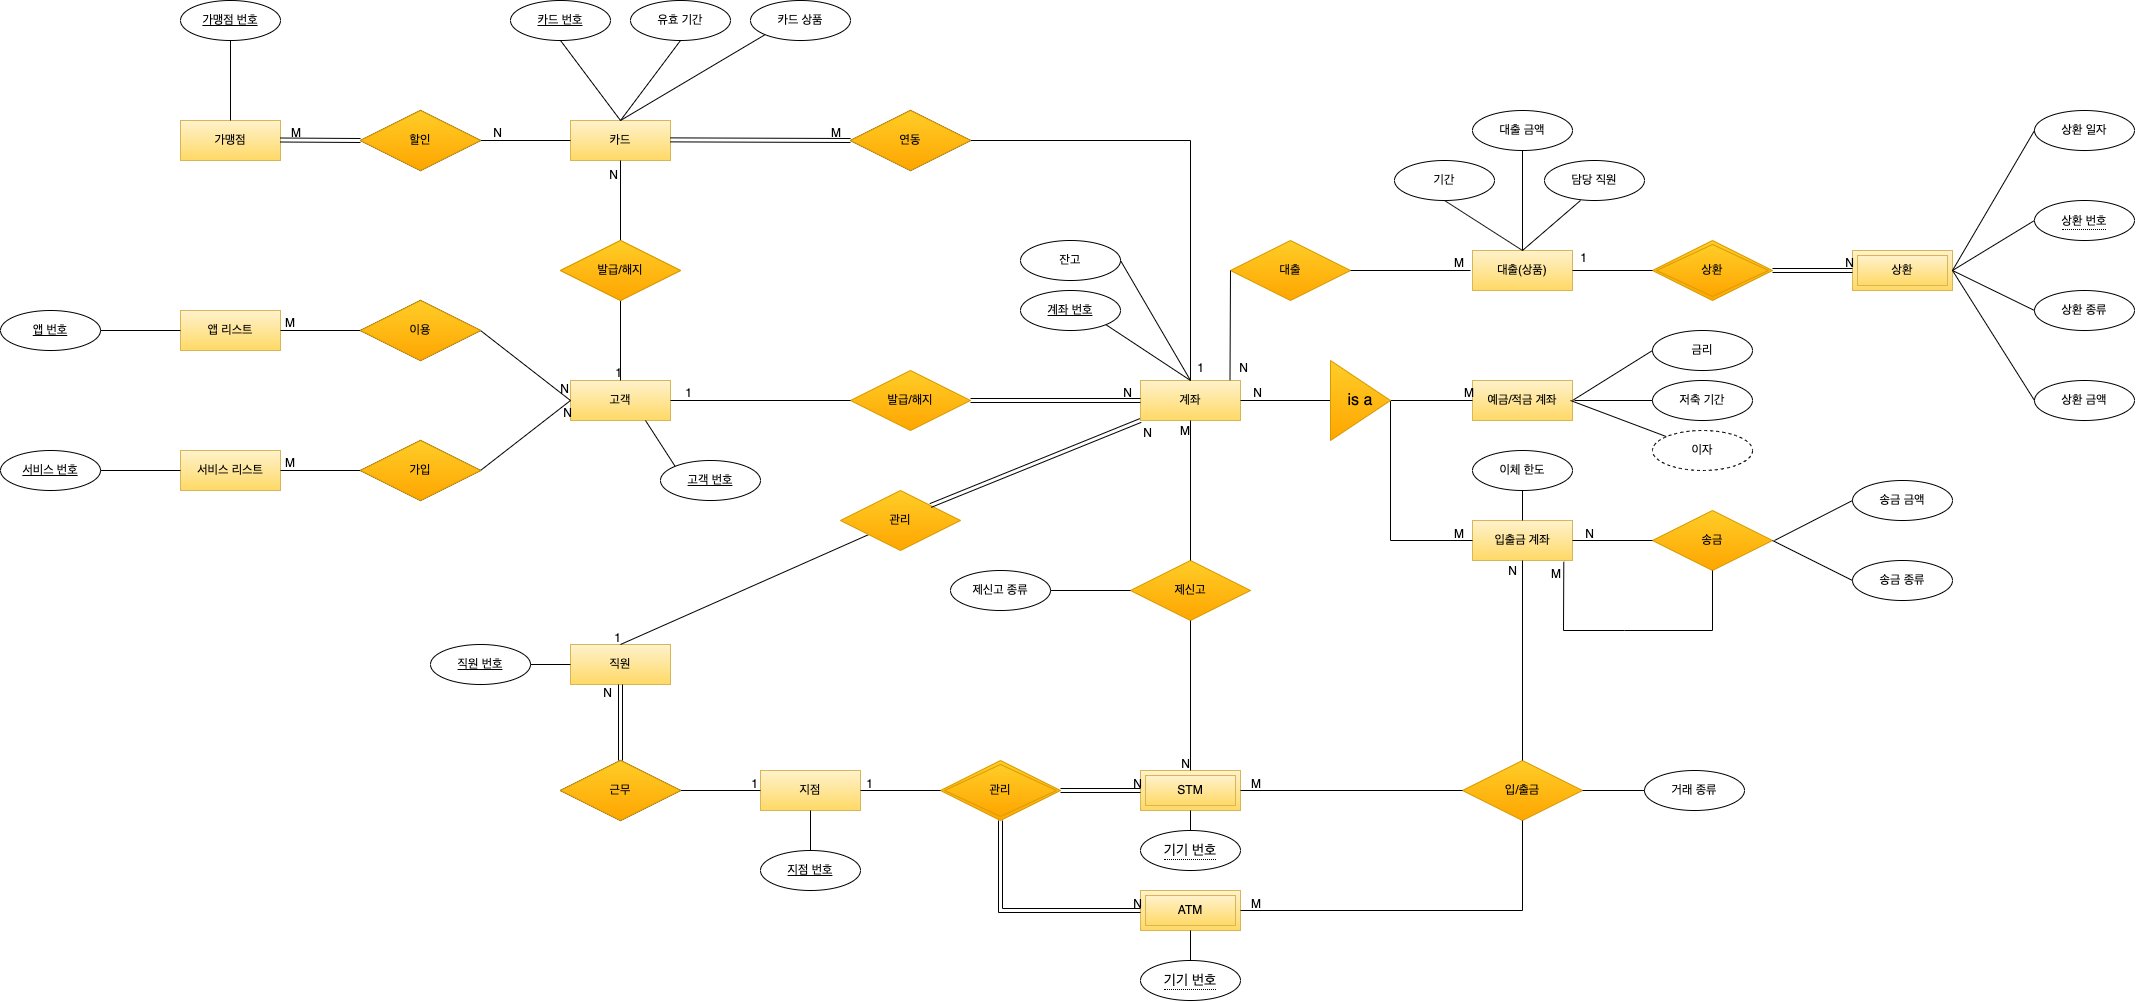 가맹점 번호
카드 번호
유효 기간
카드 상품
가맹점
M
할인
N
카드
M
연동
대출 금액
상환 일자
기간
담당 직원
N
발급/해지
1
잔고
계좌 번호
대출
M
대출(상품)
1
상환
N
상환
상환 번호
상환 종류
상환 금액
앱 번호
앱 리스트
M
이용
N
서비스 번호
서비스 리스트
M
가입
N
고객
고객 번호
1
발급/해지
N
계좌
1
N
N
is a
M
예금/적금 계좌
금리
저축 기간
이자
N
M
관리
이체 한도
M
입출금 계좌
N
송금
송금 금액
송금 종류
N
M
제신고 종류
제신고
직원 번호
1
직원
N
근무
1
지점
1
관리
N
N
STM
M
입/출금
거래 종류
지점 번호
기기 번호
N
ATM
M
기기 번호